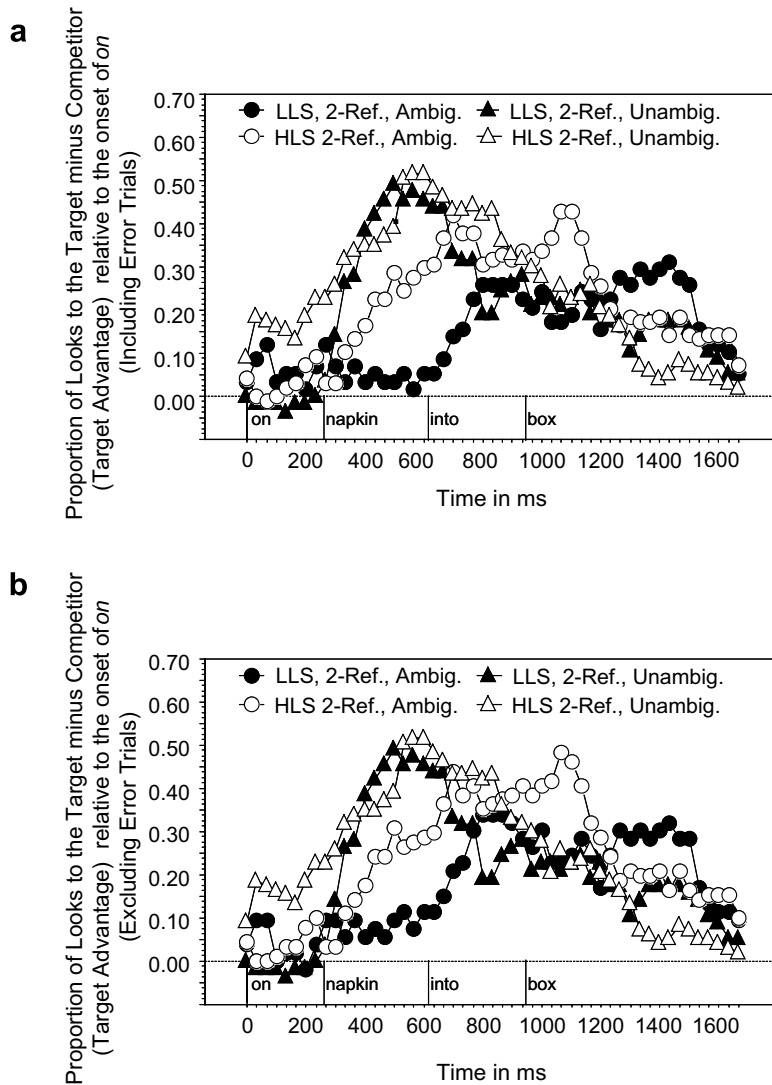 a
Proportion of Looks to the Target minus Competitor
(Target Advantage) relative to the onset of on
(Including Error Trials)
0.70
0.60
0.50
0.40
0.30
0.20
0.10
0.00
LLS, 2-Ref., Ambig.
LLS, 2-Ref., Unambig.
HLS 2-Ref., Ambig.
HLS 2-Ref., Unambig.
on
napkin
into
box
0 200 400 600 800 1000 1200 1400 1600
Time in ms
b
Proportion of Looks to the Target minus Competitor
(Target Advantage) relative to the onset of on
(Excluding Error Trials)
0.70
0.60
0.50
0.40
0.30
0.20
0.10
0.00
LLS, 2-Ref., Ambig.
LLS, 2-Ref., Unambig.
HLS 2-Ref., Ambig.
HLS 2-Ref., Unambig.
on
napkin
into
box
0 200 400 600 800 1000 1200 1400 1600
Time in ms